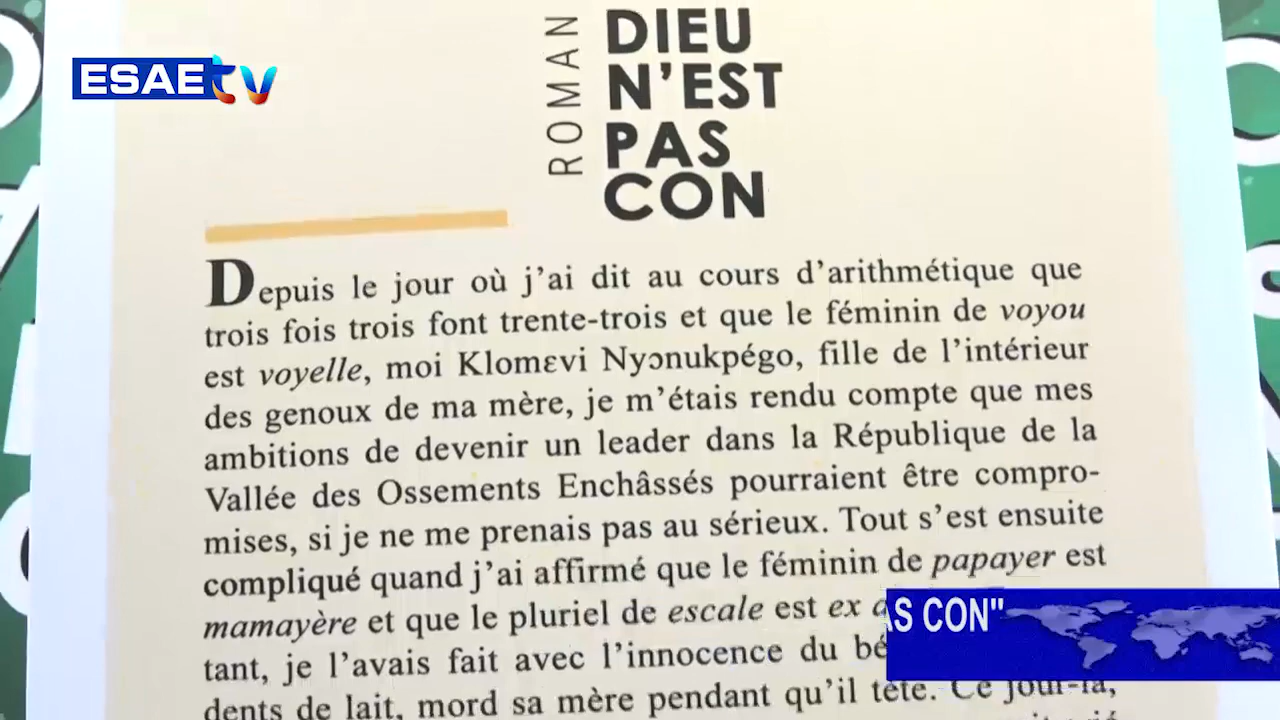 ESAE tv
ROMAN
DIEU
N'EST
PAS
CON
Depuis le jour où j'ai dit au cours d'arithmétique que
trois fois trois font trente-trois et que le féminin de voyou
est voyelle, moi Klomɛvi Nyɔnukpégo, fille de l'intérieur
des genoux de ma mère, je m'étais rendu compte que mes
ambitions de devenir un leader dans la République de la
Vallée des Ossements Enchâssés pourraient être compro-
mises, si je ne me prenais pas au sérieux. Tout s'est ensuite
compliqué quand j'ai affirmé que le féminin de papayer est
mamayère et que le pluriel de escale est ex
tant, je l'avais fait avec l'innocence du
dents de lait, mord sa mère pendant qu'il tète. Ce jour-là,
AS CON"